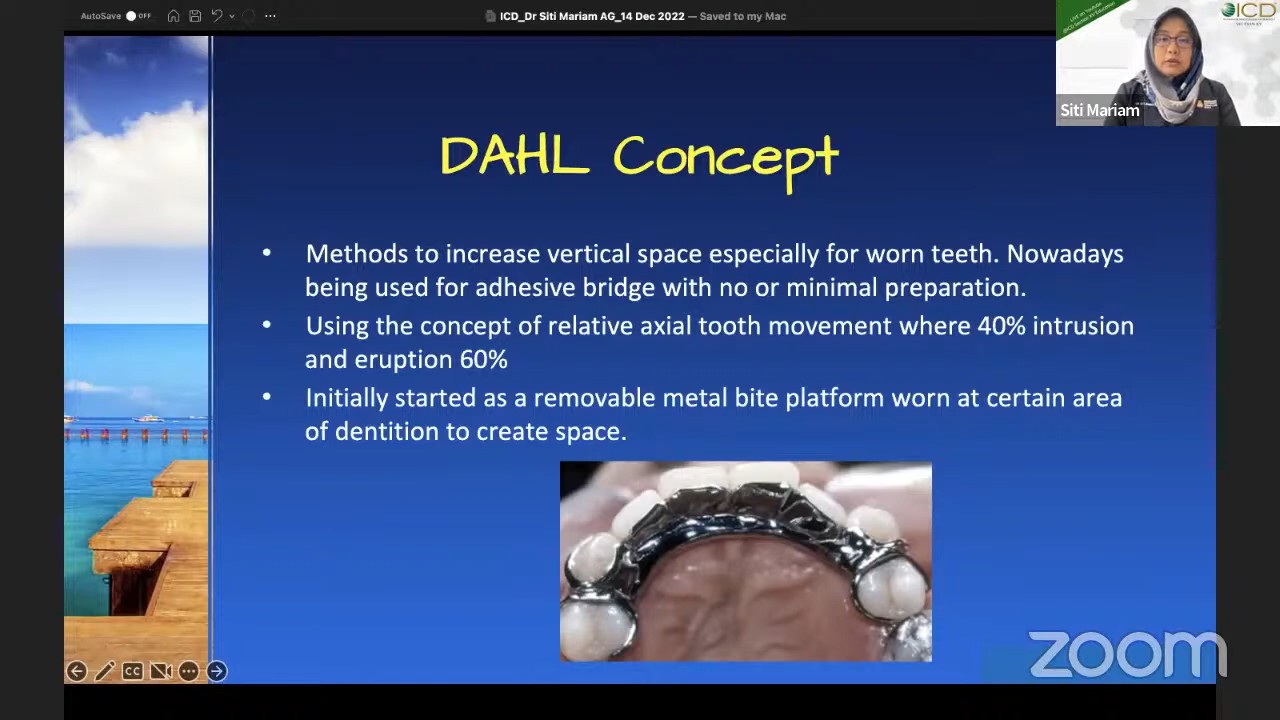 AutoSave OFF
ICD_Dr Siti Mariam AG_14 Dec 2022 — Saved to my Mac
ICD
Siti Mariam
DAHL Concept
• Methods to increase vertical space especially for worn teeth. Nowadays
being used for adhesive bridge with no or minimal preparation.
• Using the concept of relative axial tooth movement where 40% intrusion
and eruption 60%
• Initially started as a removable metal bite platform worn at certain area
of dentition to create space.
CC
zoom